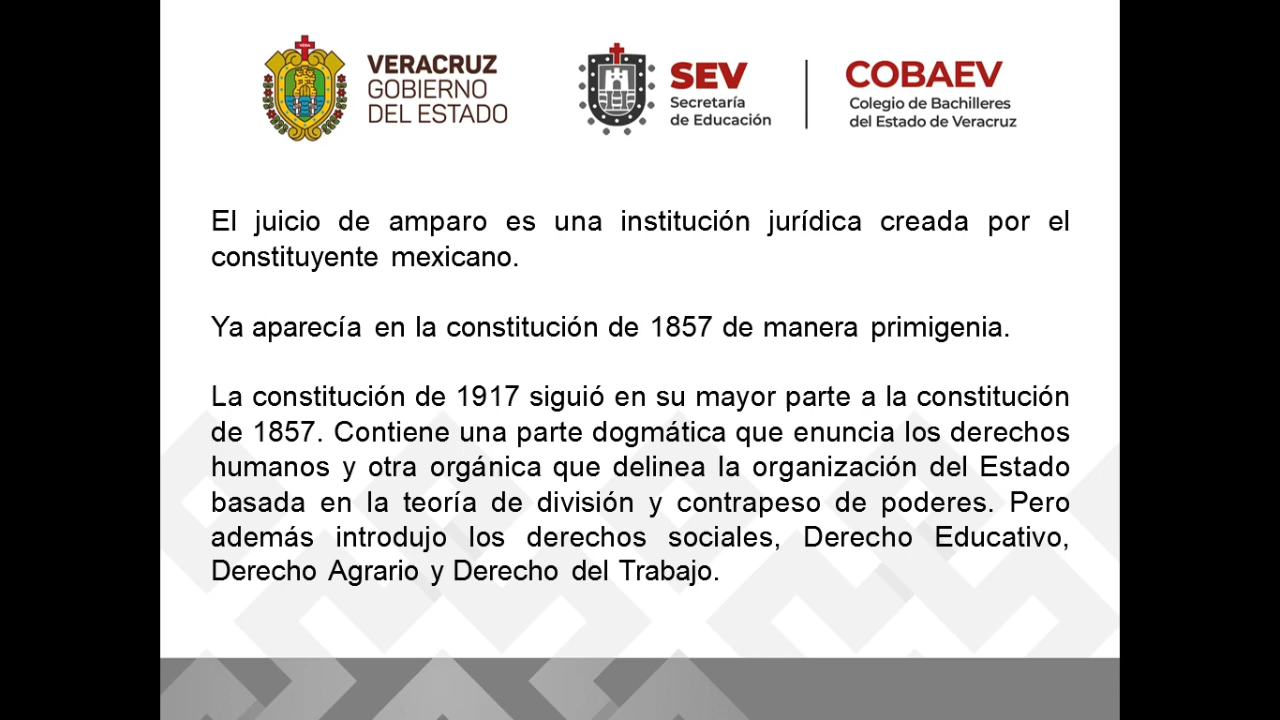 VERACRUZ
GOBIERNO
DEL ESTADO
SEV
Secretaría
de Educación
COBAEV
Colegio de Bachilleres
del Estado de Veracruz
El juicio de amparo es una institución jurídica creada por el
constituyente mexicano.
Ya aparecía en la constitución de 1857 de manera primigenia.
La constitución de 1917 siguió en su mayor parte a la constitución
de 1857. Contiene una parte dogmática que enuncia los derechos
humanos y otra orgánica que delinea la organización del Estado
basada en la teoría de división y contrapeso de poderes. Pero
además introdujo los derechos sociales, Derecho Educativo,
Derecho Agrario y Derecho del Trabajo.